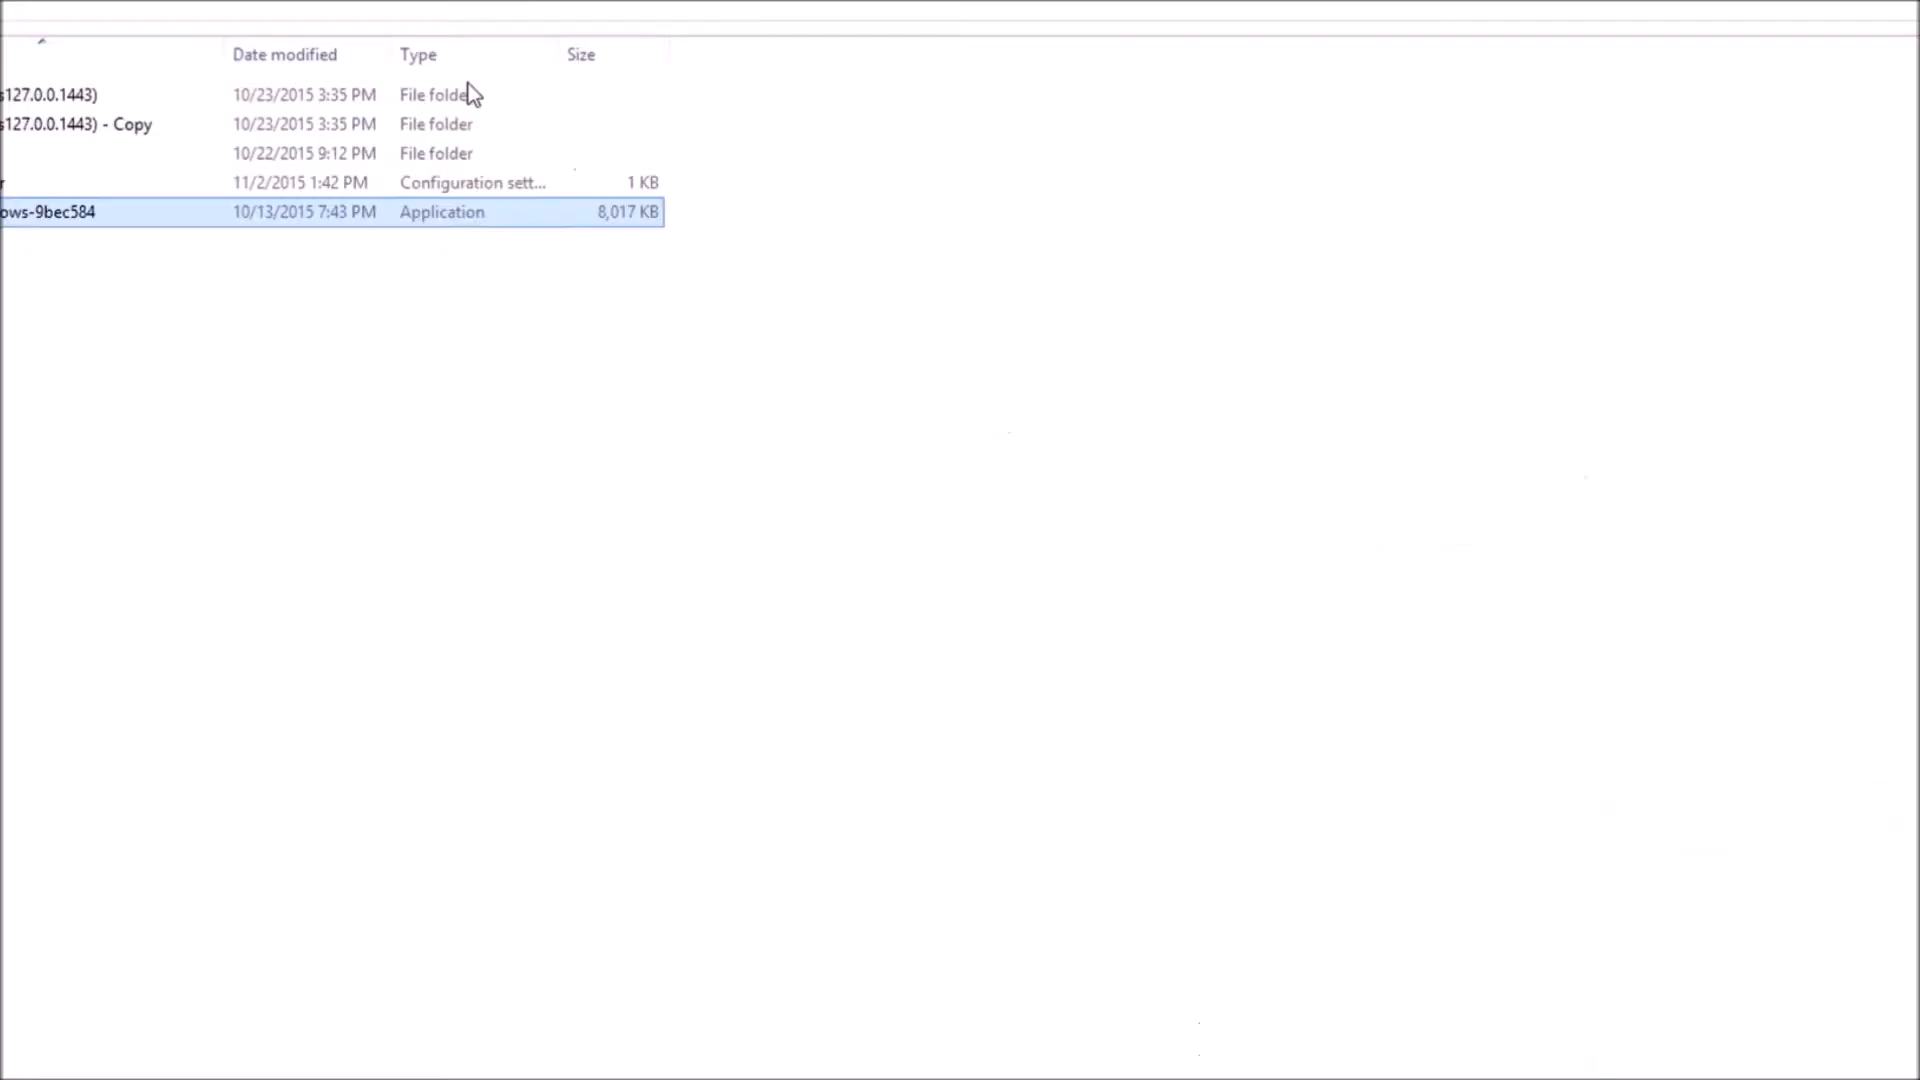 Date modified Type Size
s127.0.0.1443) 10/23/2015 3:35 PM File folde
s127.0.0.1443) - Copy 10/23/2015 3:35 PM File folder
10/22/2015 9:12 PM File folder
r 11/2/2015 1:42 PM Configuration sett... 1 KB
ows-9bec584 10/13/2015 7:43 PM Application 8,017 KB